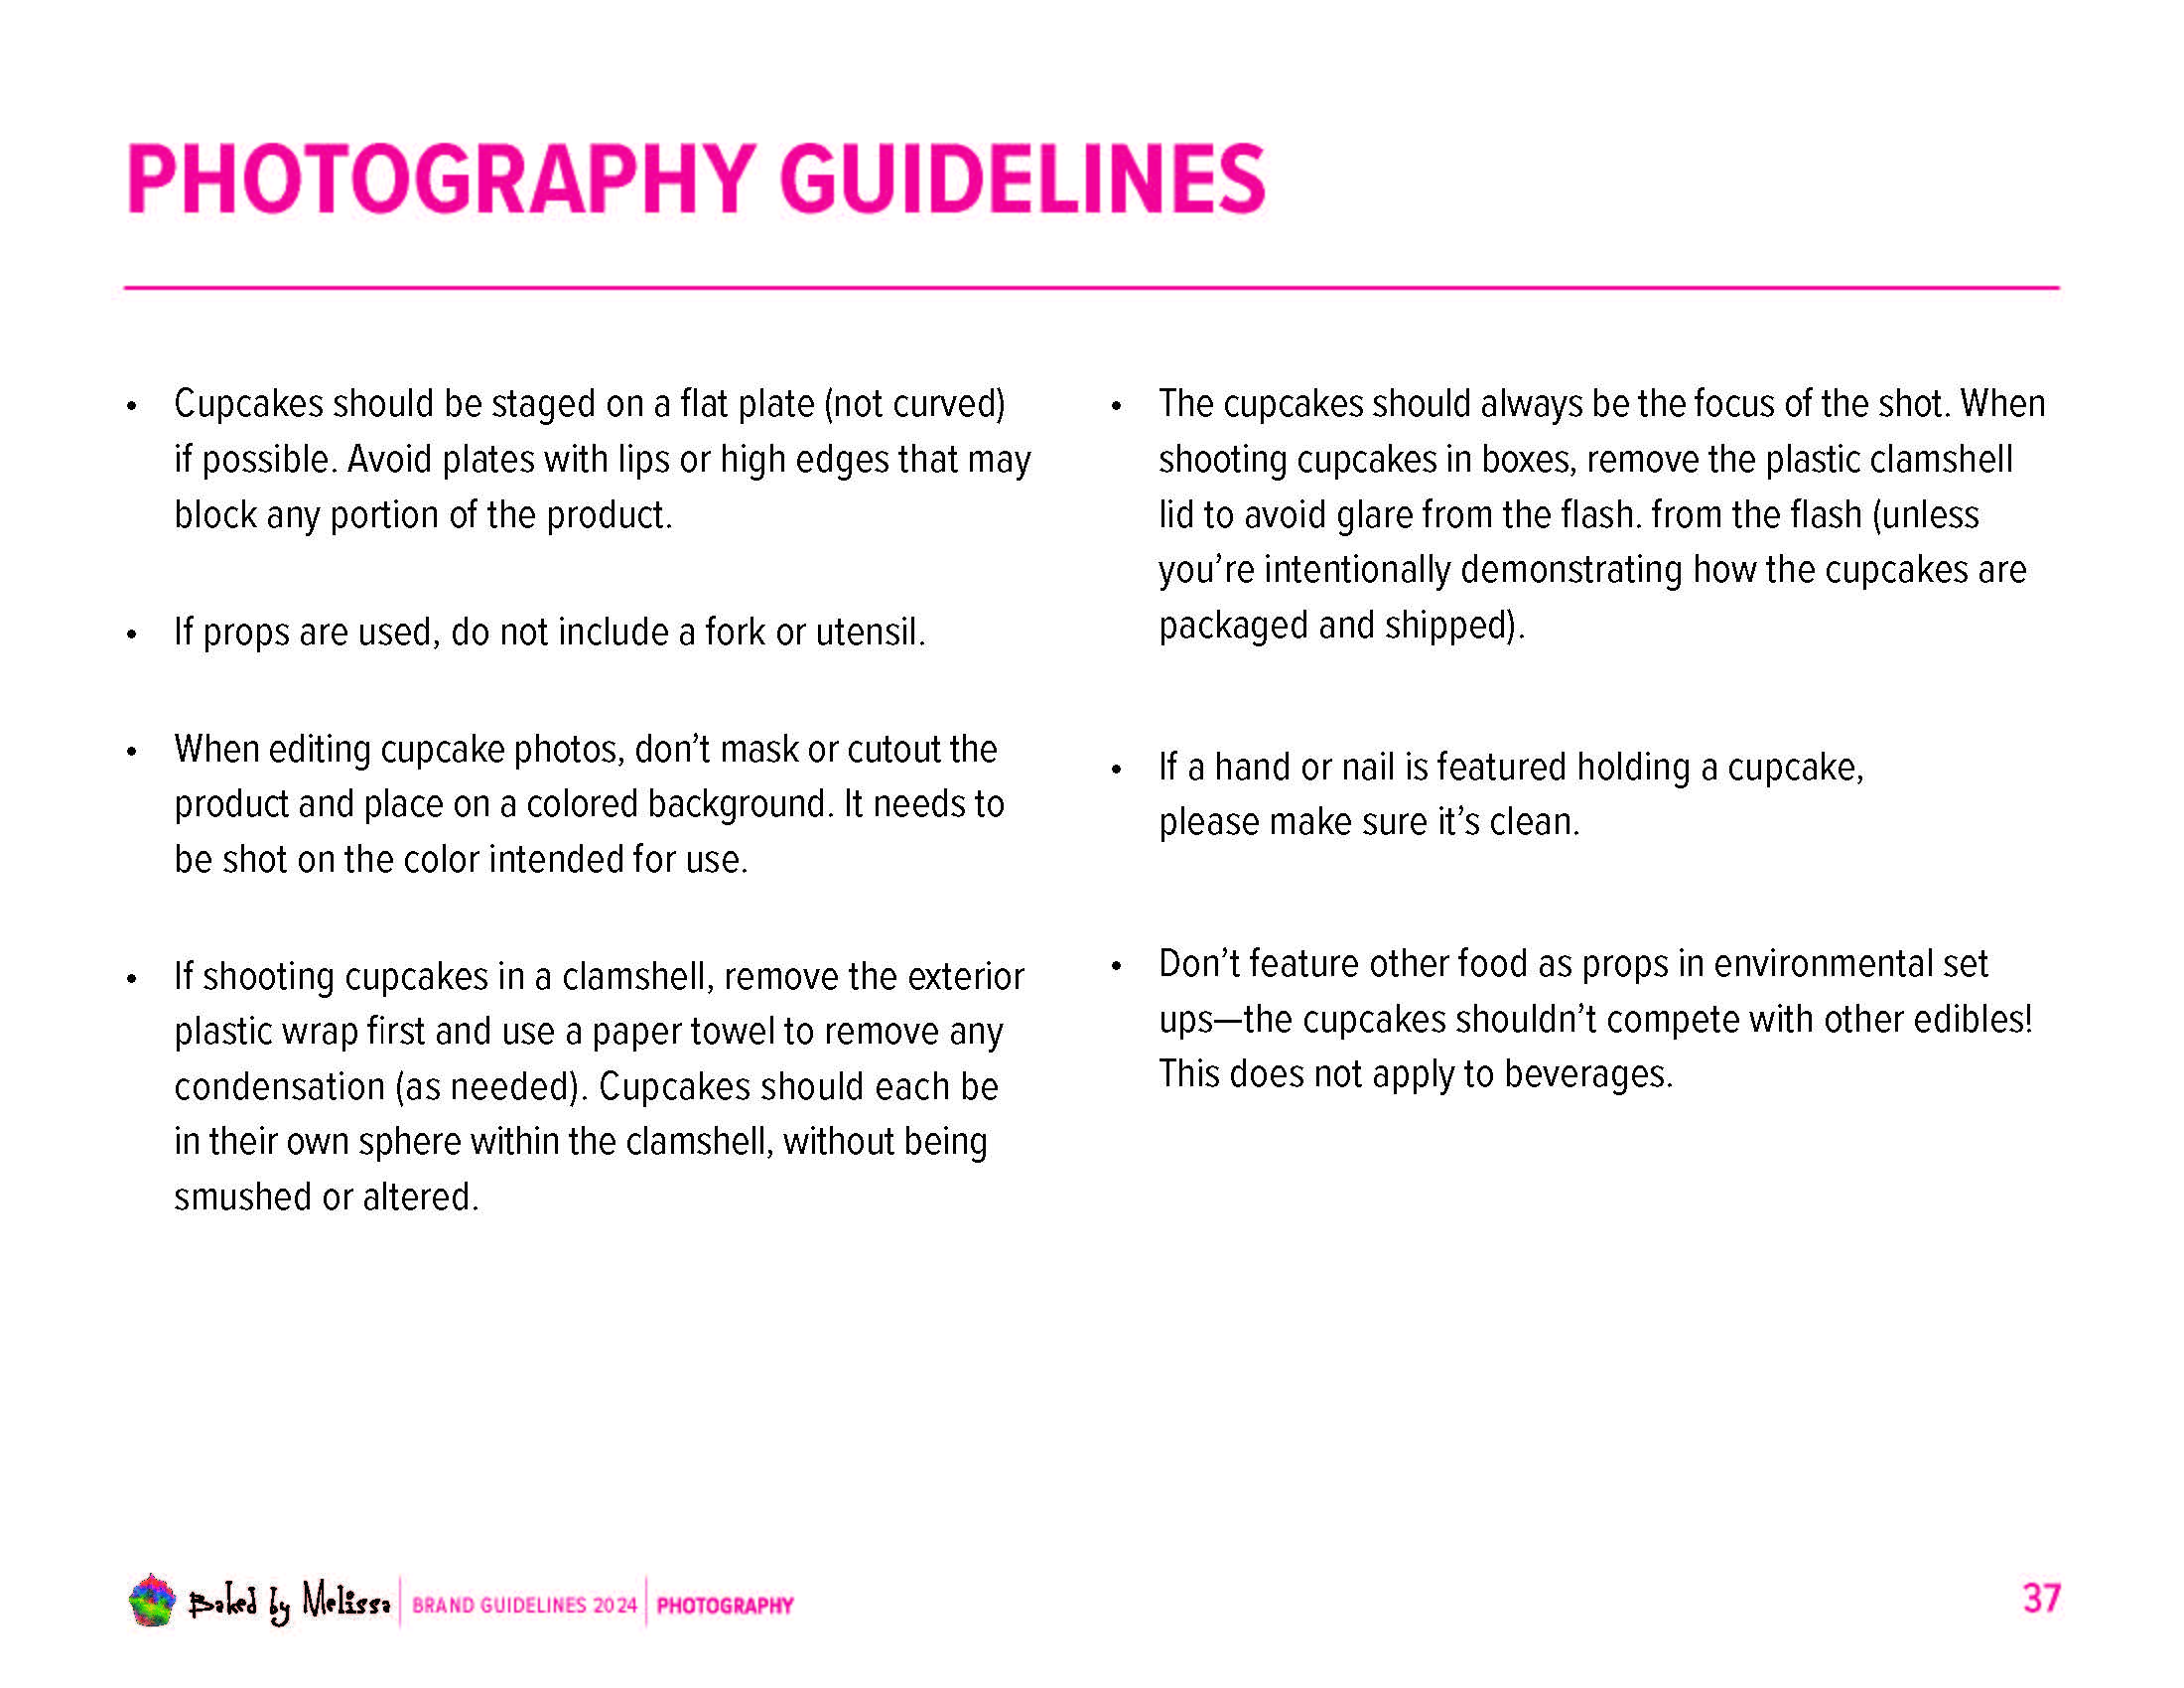 PHOTOGRAPHY GUIDELINES
• Cupcakes should be staged on a flat plate (not curved)
if possible. Avoid plates with lips or high edges that may
block any portion of the product.
• If props are used, do not include a fork or utensil.
• When editing cupcake photos, don’t mask or cutout the
product and place on a colored background. It needs to
be shot on the color intended for use.
• If shooting cupcakes in a clamshell, remove the exterior
plastic wrap first and use a paper towel to remove any
condensation (as needed). Cupcakes should each be
in their own sphere within the clamshell, without being
smushed or altered.
• The cupcakes should always be the focus of the shot. When
shooting cupcakes in boxes, remove the plastic clamshell
lid to avoid glare from the flash. from the flash (unless
you’re intentionally demonstrating how the cupcakes are
packaged and shipped).
• If a hand or nail is featured holding a cupcake,
please make sure it’s clean.
• Don’t feature other food as props in environmental set
ups—the cupcakes shouldn’t compete with other edibles!
This does not apply to beverages.
Baked by Melissa | BRAND GUIDELINES 2024 | PHOTOGRAPHY
37